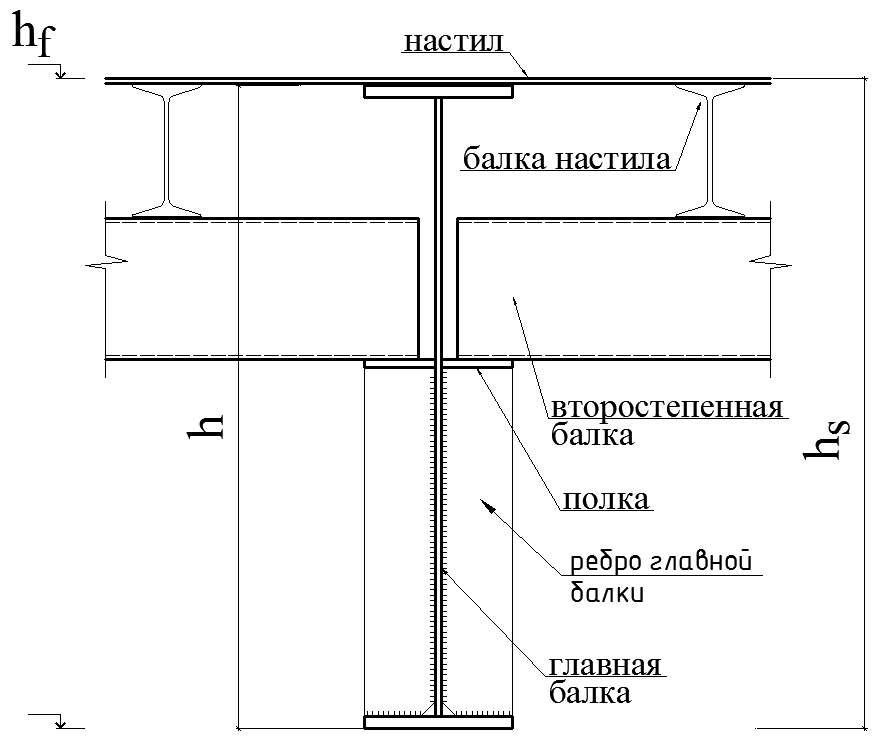 h_f
настил
балка настила
второстепенная
балка
h
h_s
полка
ребро главной
балки
главная
балка